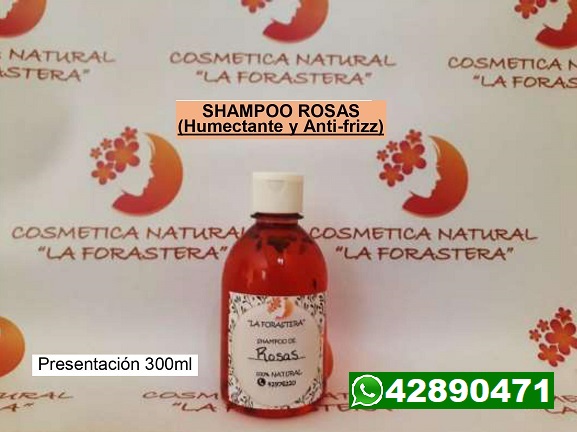 COSMETICA NATURAL
"LA FORASTERA"
COSMETICA NATURAL
"LA FORASTERA"
COSMETICA NATURAL
"LA FORASTERA"
SHAMPOO ROSAS
(Humectante y Anti-frizz)
COSMETICA NATURAL
"LA FORASTERA"
COSMETICA NATURAL
"LA FORASTERA"
"LA FORASTERA"
SHAMPOO DE
Rosas
100% NATURAL
Presentación 300ml
42890471